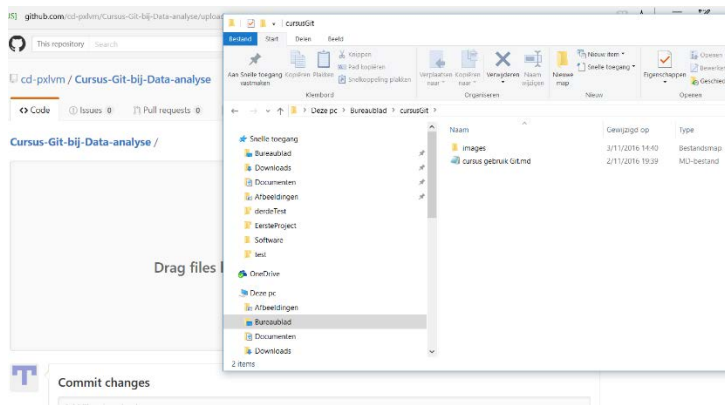 github.com/cd-pxlvm/Cursus-Git-bij-Data-analyse/upload
This repository Search
cd-pxlvm / Cursus-Git-bij-Data-analyse
Code Issues 0 Pull requests 0
Cursus-Git-bij-Data-analyse /
Drag files
Commit changes
cursusGit
Bestand Start Delen Beeld
Aan Snelle toegang vastmaken
Kopiëren
Plakken
Knippen
Pad kopiëren
Snelkoppeling plakken
Klembord
Verplaatsen naar
Kopiëren naar
Verwijderen
Naam wijzigen
Organiseren
Nieuwe map
Nieuw item
Snelle toegang
Nieuw
Eigenschappen
Openen
Bewerken
Openen
Deze pc > Bureaublad > cursusGit >
Snelle toegang
Bureaublad
Downloads
Documenten
Afbeeldingen
derdeTest
EersteProject
Software
test
OneDrive
Deze pc
Afbeeldingen
Bureaublad
Documenten
Downloads
Naam Gewijzigd op Type
images 3/11/2016 14:40 Bestandsmap
cursus gebruik Git.md 2/11/2016 19:39 MD-bestand
2 items